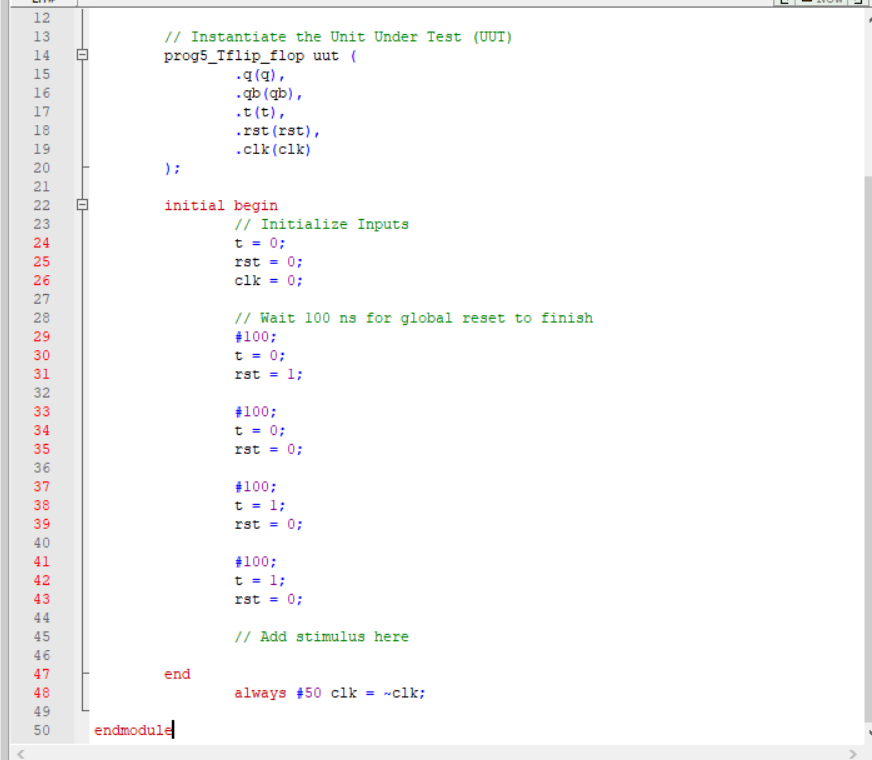 12
13 // Instantiate the Unit Under Test (UUT)
14 prog5_Tflip_flop uut (
15 .q(q),
16 .qb(qb),
17 .t(t),
18 .rst(rst),
19 .clk(clk)
20 );
21
22 initial begin
23 // Initialize Inputs
24 t = 0;
25 rst = 0;
26 clk = 0;
27
28 // Wait 100 ns for global reset to finish
29 #100;
30 t = 0;
31 rst = 1;
32
33 #100;
34 t = 0;
35 rst = 0;
36
37 #100;
38 t = 1;
39 rst = 0;
40
41 #100;
42 t = 1;
43 rst = 0;
44
45 // Add stimulus here
46
47 end
48 always #50 clk = ~clk;
49
50 endmodule